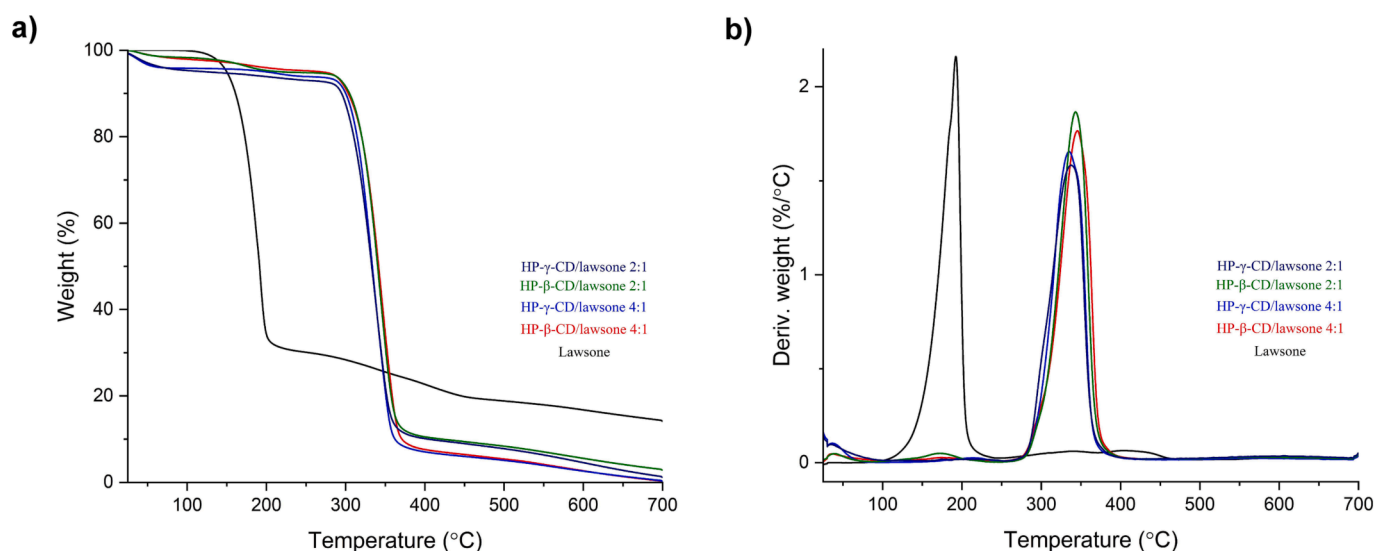 a)
100
80
60
40
20
0
Weight (%)
100
200
300
400
500
600
700
Temperature (°C)
HP-γ-CD/lawsone 2:1
HP-β-CD/lawsone 2:1
HP-γ-CD/lawsone 4:1
HP-β-CD/lawsone 4:1
Lawsone
b)
2
1
0
Deriv. weight (%/°C)
100
200
300
400
500
600
700
Temperature (°C)
HP-γ-CD/lawsone 2:1
HP-β-CD/lawsone 2:1
HP-γ-CD/lawsone 4:1
HP-β-CD/lawsone 4:1
Lawsone